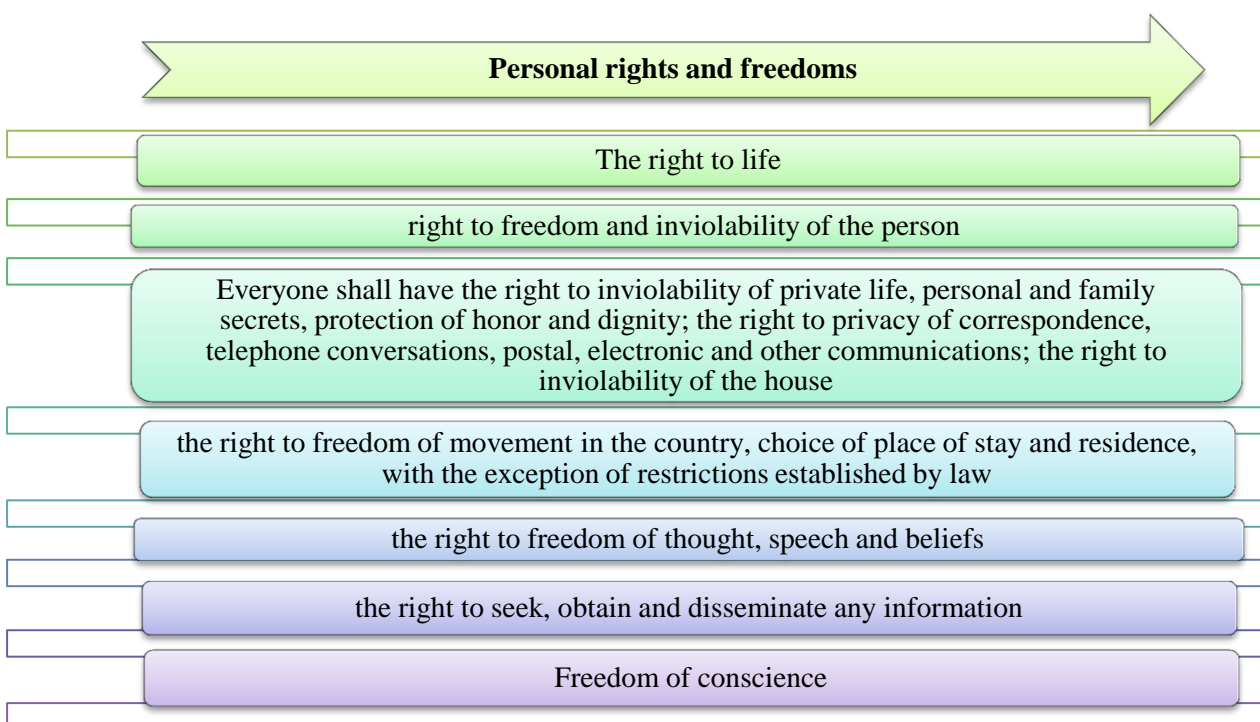 Personal rights and freedoms
The right to life
right to freedom and inviolability of the person
Everyone shall have the right to inviolability of private life, personal and family
secrets, protection of honor and dignity; the right to privacy of correspondence,
telephone conversations, postal, electronic and other communications; the right to
inviolability of the house
the right to freedom of movement in the country, choice of place of stay and residence,
with the exception of restrictions established by law
the right to freedom of thought, speech and beliefs
the right to seek, obtain and disseminate any information
Freedom of conscience